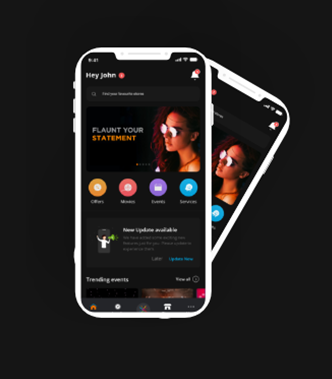 9:41
Hey John
Find your favourite stores
FLAUNT YOUR
STATEMENT
Offers
Movies
Events
Services
New Update available
Later
Update Now
Trending events
View all